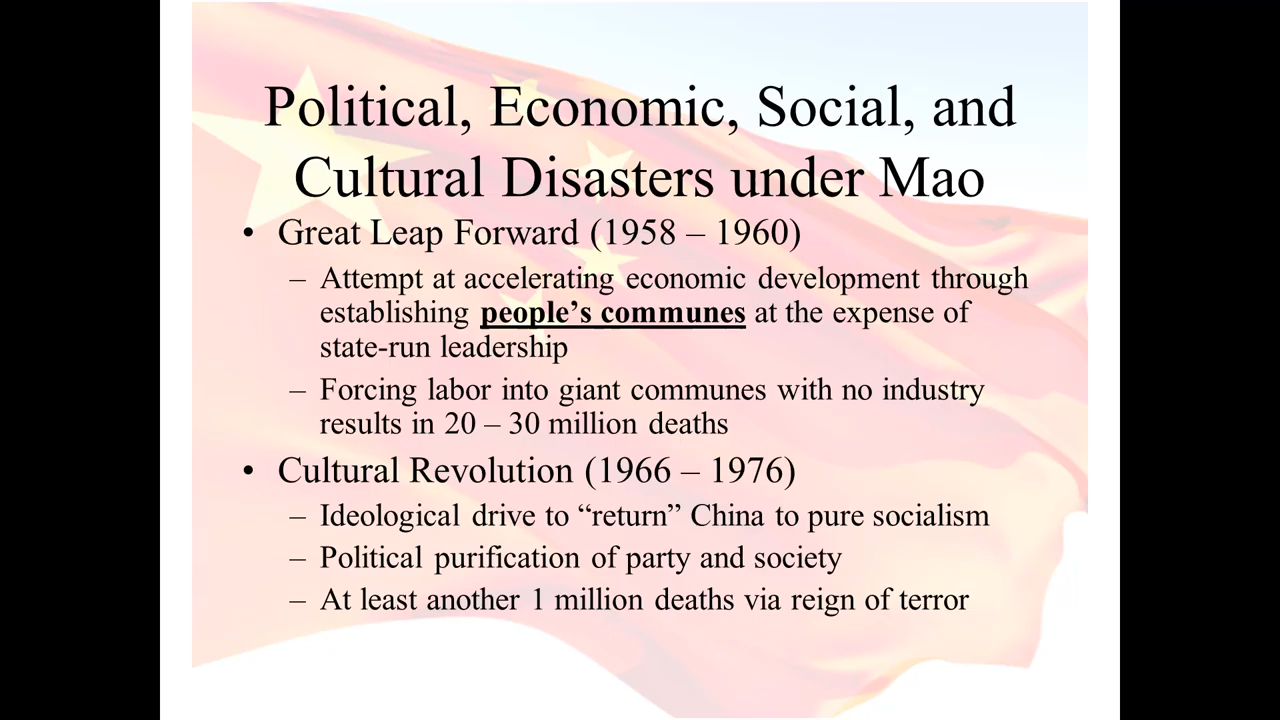 Political, Economic, Social, and
Cultural Disasters under Mao
• Great Leap Forward (1958 – 1960)
– Attempt at accelerating economic development through
establishing people’s communes at the expense of
state-run leadership
– Forcing labor into giant communes with no industry
results in 20 – 30 million deaths
• Cultural Revolution (1966 – 1976)
– Ideological drive to “return” China to pure socialism
– Political purification of party and society
– At least another 1 million deaths via reign of terror